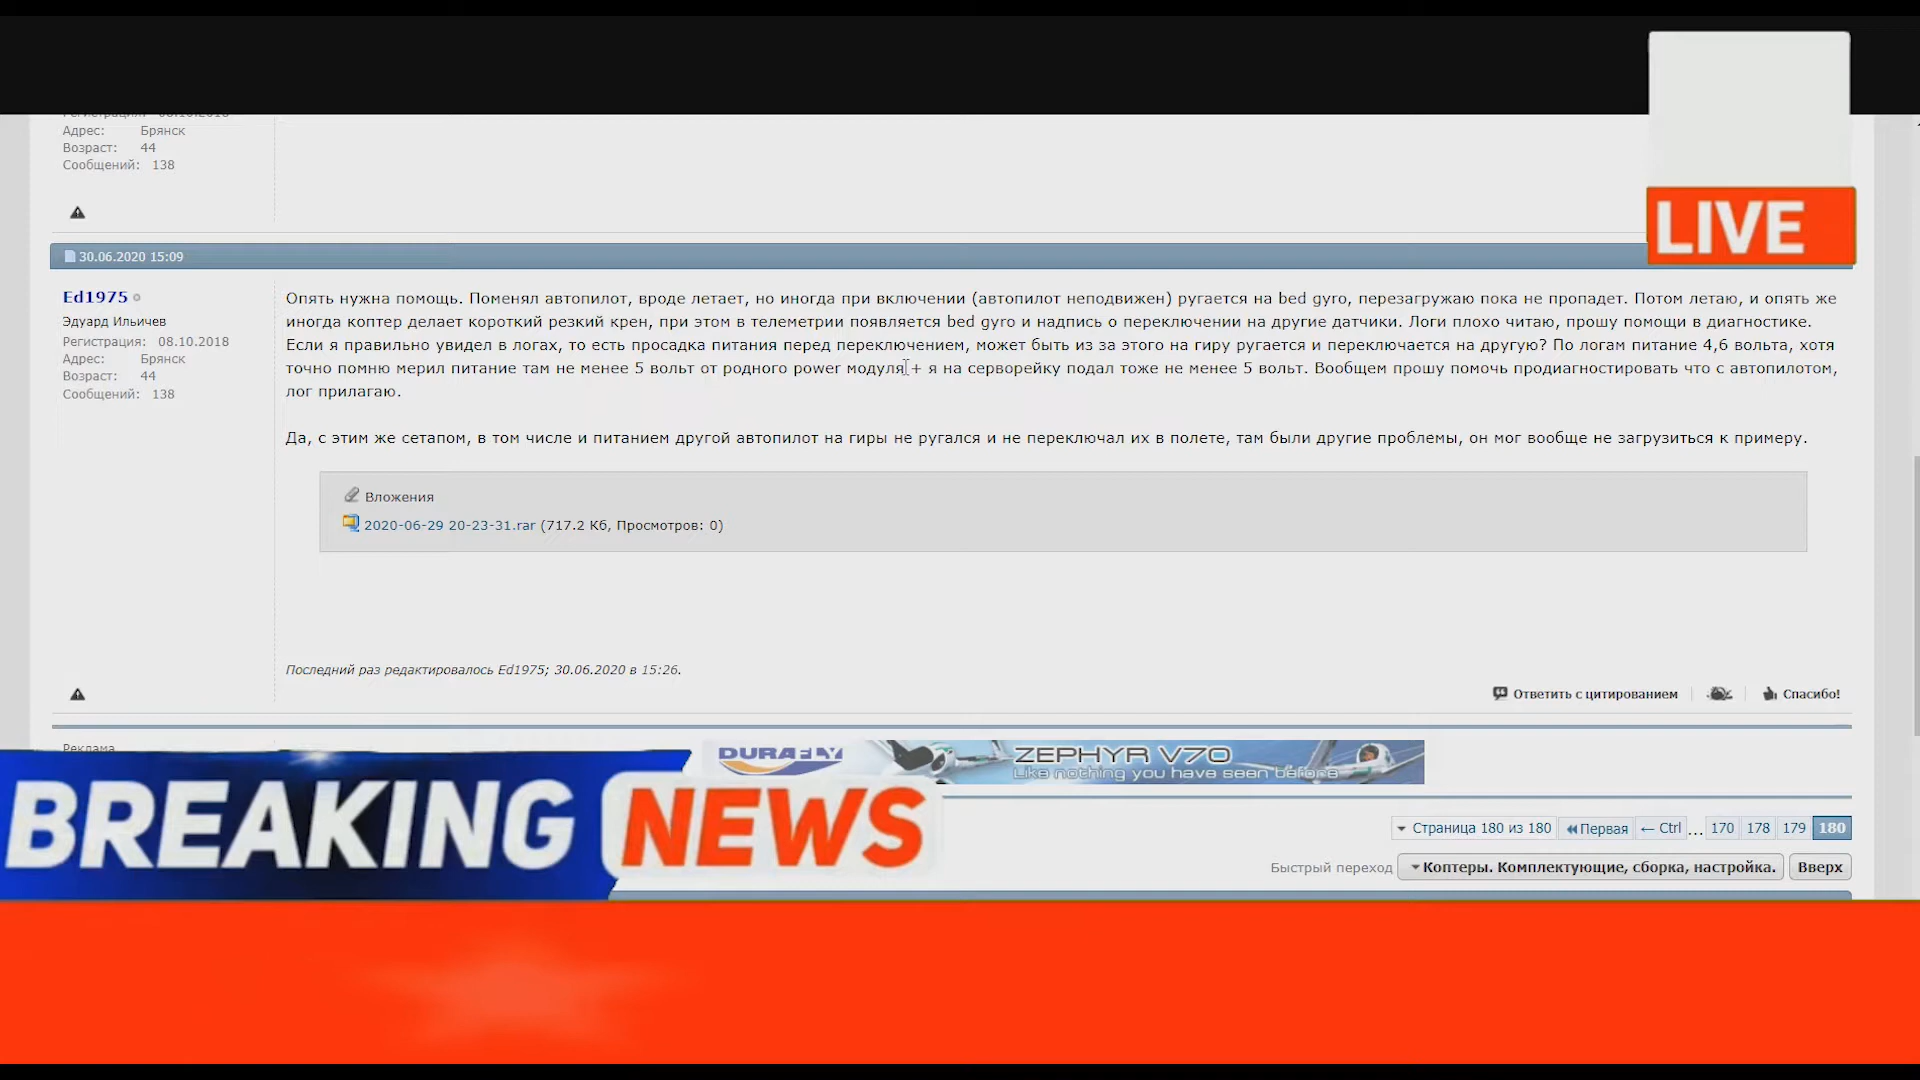 LIVE
Адрес: Брянск
Возраст: 44
Сообщений: 138
30.06.2020 15:09
Ed1975
Эдуард Ильичев
Регистрация: 08.10.2018
Адрес: Брянск
Возраст: 44
Сообщений: 138
Опять нужна помощь. Поменял автопилот, вроде летает, но иногда при включении (автопилот неподвижен) ругается на bed gyro, перезагружаю пока не пропадет. Потом летаю, и опять же
иногда коптер делает короткий резкий крен, при этом в телеметрии появляется bed gyro и надпись о переключении на другие датчики. Логи плохо читаю, прошу помощи в диагностике.
Если я правильно увидел в логах, то есть просадка питания перед переключением, может быть из за этого на гиру ругается и переключается на другую? По логам питание 4,6 вольта, хотя
точно помню мерил питание там не менее 5 вольт от родного power модуля + я на серворейку подал тоже не менее 5 вольт. Вообщем прошу помочь продиагностировать что с автопилотом,
лог прилагаю.
Да, с этим же сетапом, в том числе и питанием другой автопилот на гиры не ругался и не переключал их в полете, там были другие проблемы, он мог вообще не загрузиться к примеру.
Вложения
2020-06-29 20-23-31.rar (717.2 Кб, Просмотров: 0)
Последний раз редактировалось Ed1975; 30.06.2020 в 15:26.
Ответить с цитированием Спасибо!
Реклама
DURAFLY ZEPHYR V70
Like nothing you have seen before
BREAKING NEWS
Страница 180 из 180 Первая ← Ctrl ... 170 178 179 180
Быстрый переход Коптеры. Комплектующие, сборка, настройка. Вверх